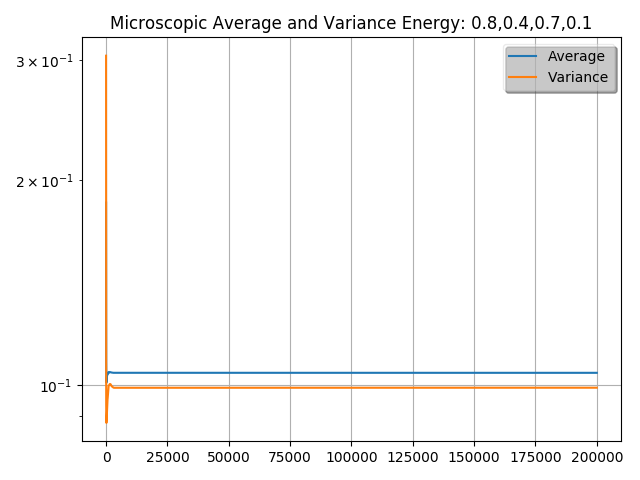 Microscopic Average and Variance Energy: 0.8,0.4,0.7,0.1
3 × 10⁻¹
2 × 10⁻¹
10⁻¹
Average
Variance
0 25000 50000 75000 100000 125000 150000 175000 200000